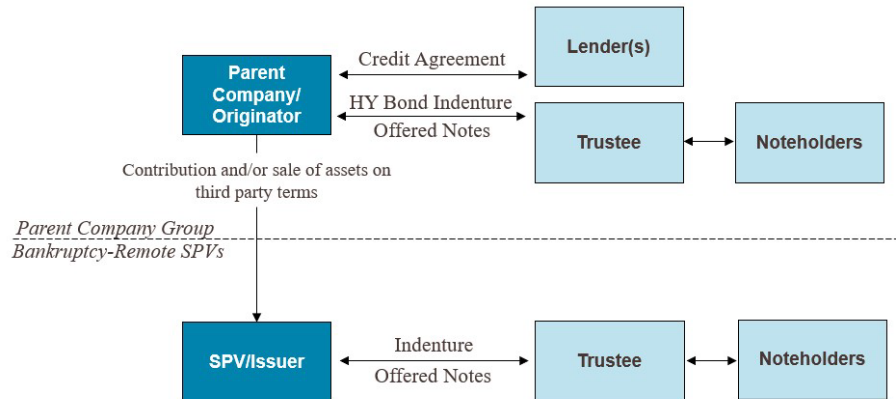 Lender(s)
Credit Agreement
Parent
Company/
Originator
HY Bond Indenture
Offered Notes
Trustee
Noteholders
Contribution and/or sale of assets on
third party terms
Parent Company Group
Bankruptcy-Remote SPVs
SPV/Issuer
Indenture
Offered Notes
Trustee
Noteholders